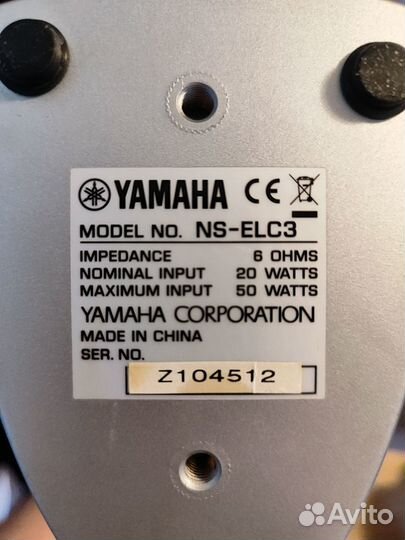 YAMAHA CE
MODEL NO. NS-ELC3
IMPEDANCE 6 OHMS
NOMINAL INPUT 20 WATTS
MAXIMUM INPUT 50 WATTS
YAMAHA CORPORATION
MADE IN CHINA
SER. NO.
Z104512
Avito